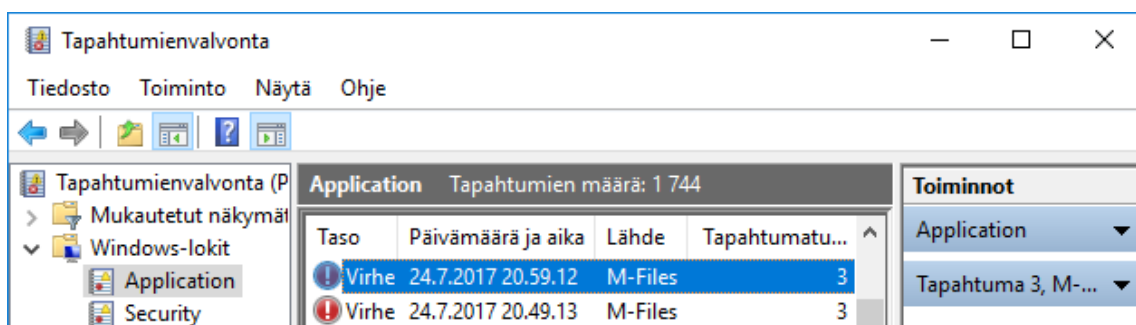 Tapahtumienvalvonta
Tiedosto Toiminto Näytä Ohje
Tapahtumienvalvonta (P
Mukautetut näkymät
Windows-lokit
Application
Security
Application Tapahtumien määrä: 1 744
Taso Päivämäärä ja aika Lähde Tapahtumatu...
Virhe 24.7.2017 20.59.12 M-Files 3
Virhe 24.7.2017 20.49.13 M-Files 3
Toiminnot
Application
Tapahtuma 3, M-...